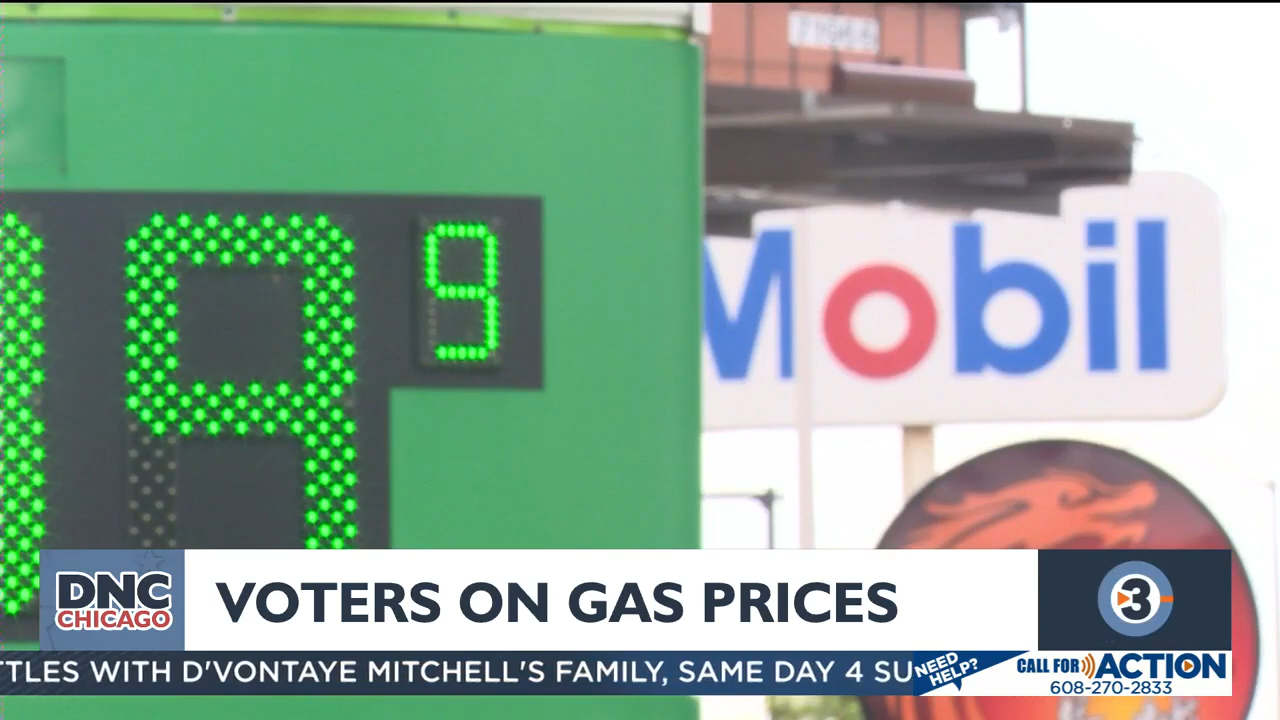 9 9
Mobil
DNC
CHICAGO
VOTERS ON GAS PRICES
3
TTLES WITH D'VONTAYE MITCHELL'S FAMILY, SAME DAY 4 SU
NEED
HELP?
CALL FOR ACTION
608-270-2833